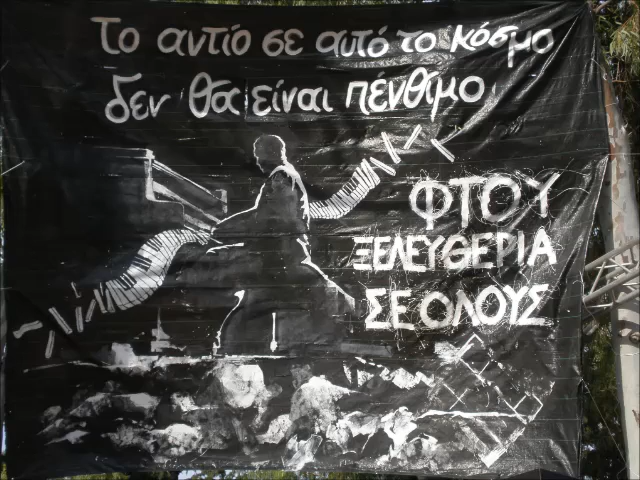 Το αντίο σε αυτό το κόσμο
δεν θα είναι πένθιμο
ΦΤΟΥ
ΞΕΛΕΥΘΕΡΙΑ
ΣΕ ΟΛΟΥΣ